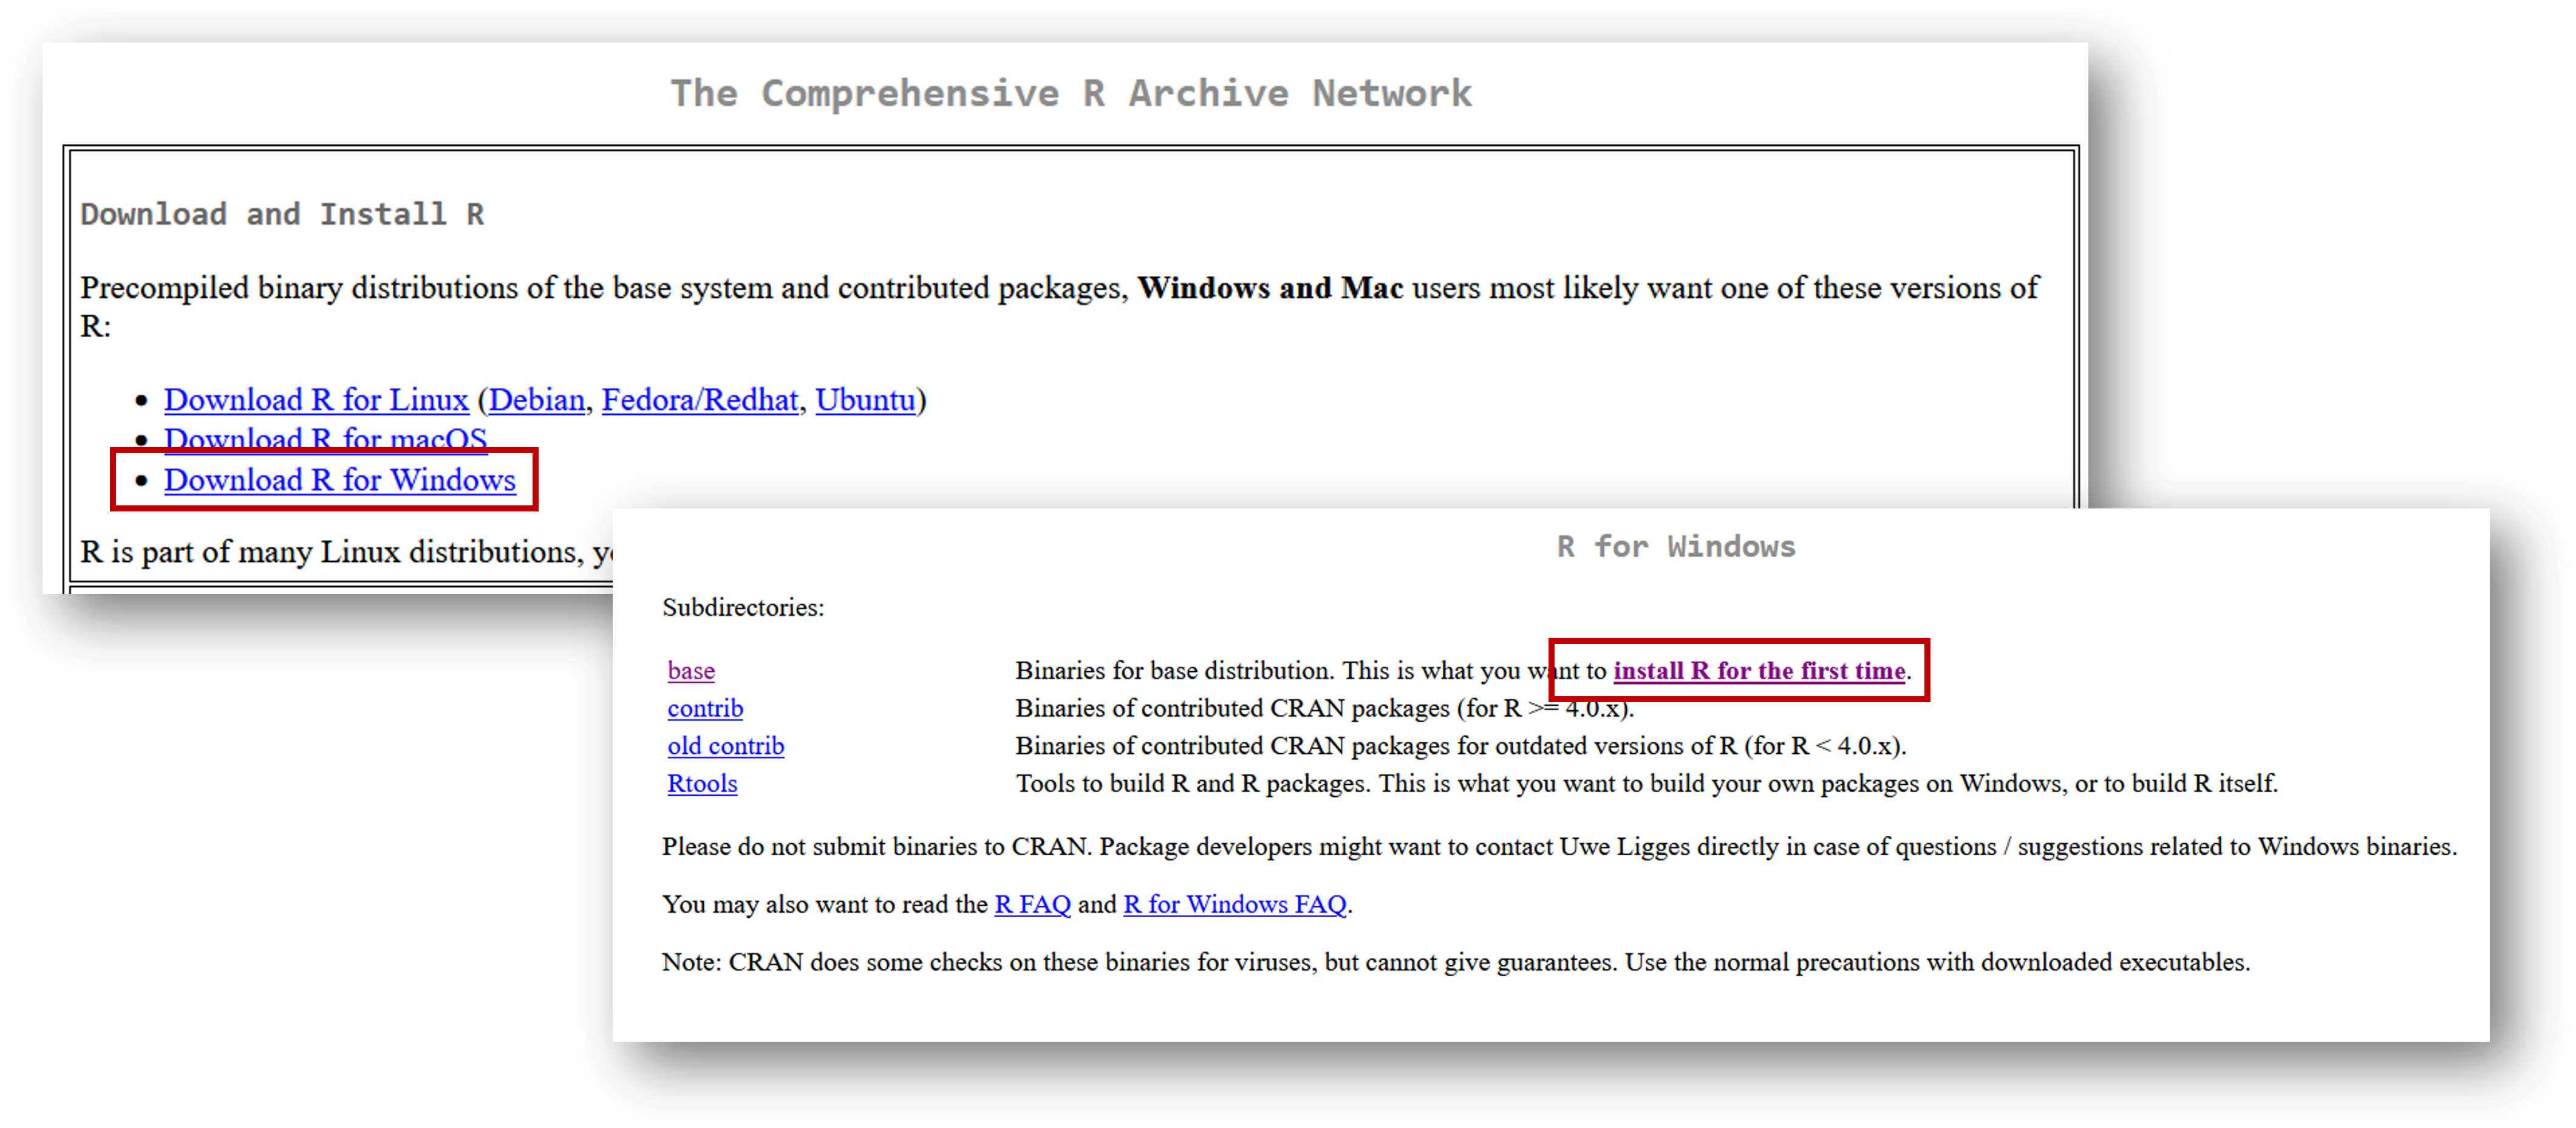 The Comprehensive R Archive Network
Download and Install R
Precompiled binary distributions of the base system and contributed packages, Windows and Mac users most likely want one of these versions of
R:
• Download R for Linux (Debian, Fedora/Redhat, Ubuntu)
• Download R for macOS
• Download R for Windows
R is part of many Linux distributions,
R for Windows
Subdirectories:
base Binaries for base distribution. This is what you want to install R for the first time.
contrib Binaries of contributed CRAN packages (for R >= 4.0.x).
old contrib Binaries of contributed CRAN packages for outdated versions of R (for R < 4.0.x).
Rtools Tools to build R and R packages. This is what you want to build your own packages on Windows, or to build R itself.
Please do not submit binaries to CRAN. Package developers might want to contact Uwe Ligges directly in case of questions / suggestions related to Windows binaries.
You may also want to read the R FAQ and R for Windows FAQ.
Note: CRAN does some checks on these binaries for viruses, but cannot give guarantees. Use the normal precautions with downloaded executables.